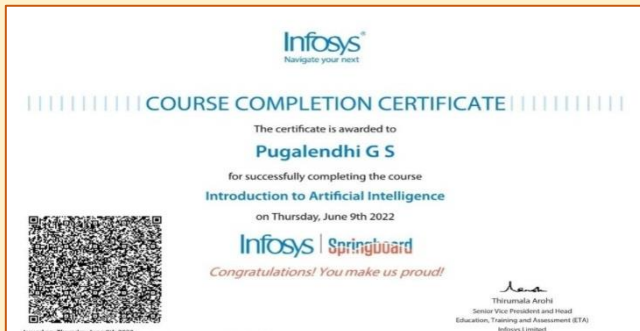 Infosys®
Navigate your next
COURSE COMPLETION CERTIFICATE
The certificate is awarded to
Pugalendhi G S
for successfully completing the course
Introduction to Artificial Intelligence
on Thursday, June 9th 2022
Infosys | Springboard
Congratulations! You make us proud!
Thirumala Arohi
Senior Vice President and Head
Education, Training and Assessment (ETA)
Infosys Limited